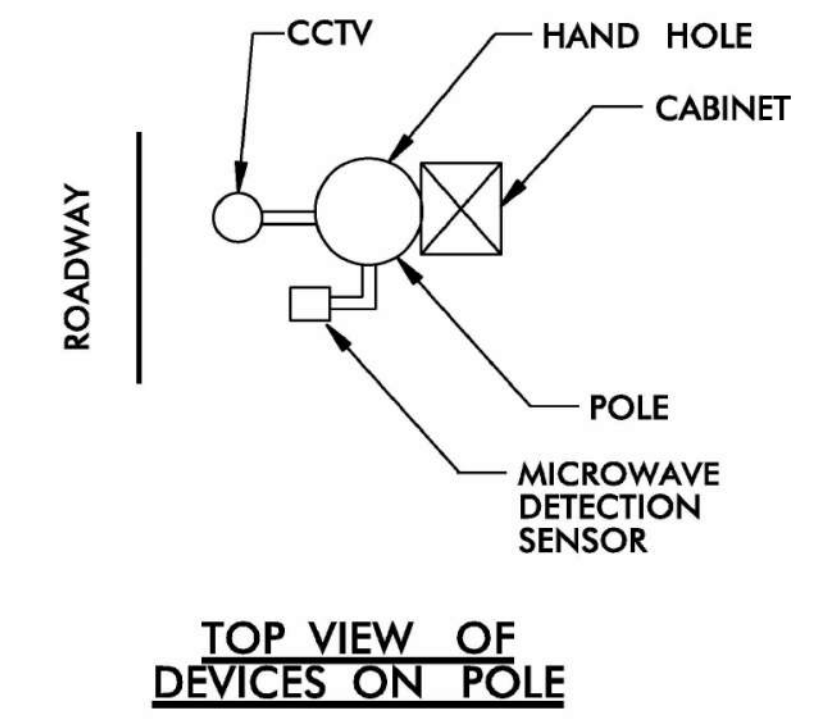 CCTV
HAND HOLE
CABINET
ROADWAY
POLE
MICROWAVE
DETECTION
SENSOR
TOP VIEW OF
DEVICES ON POLE